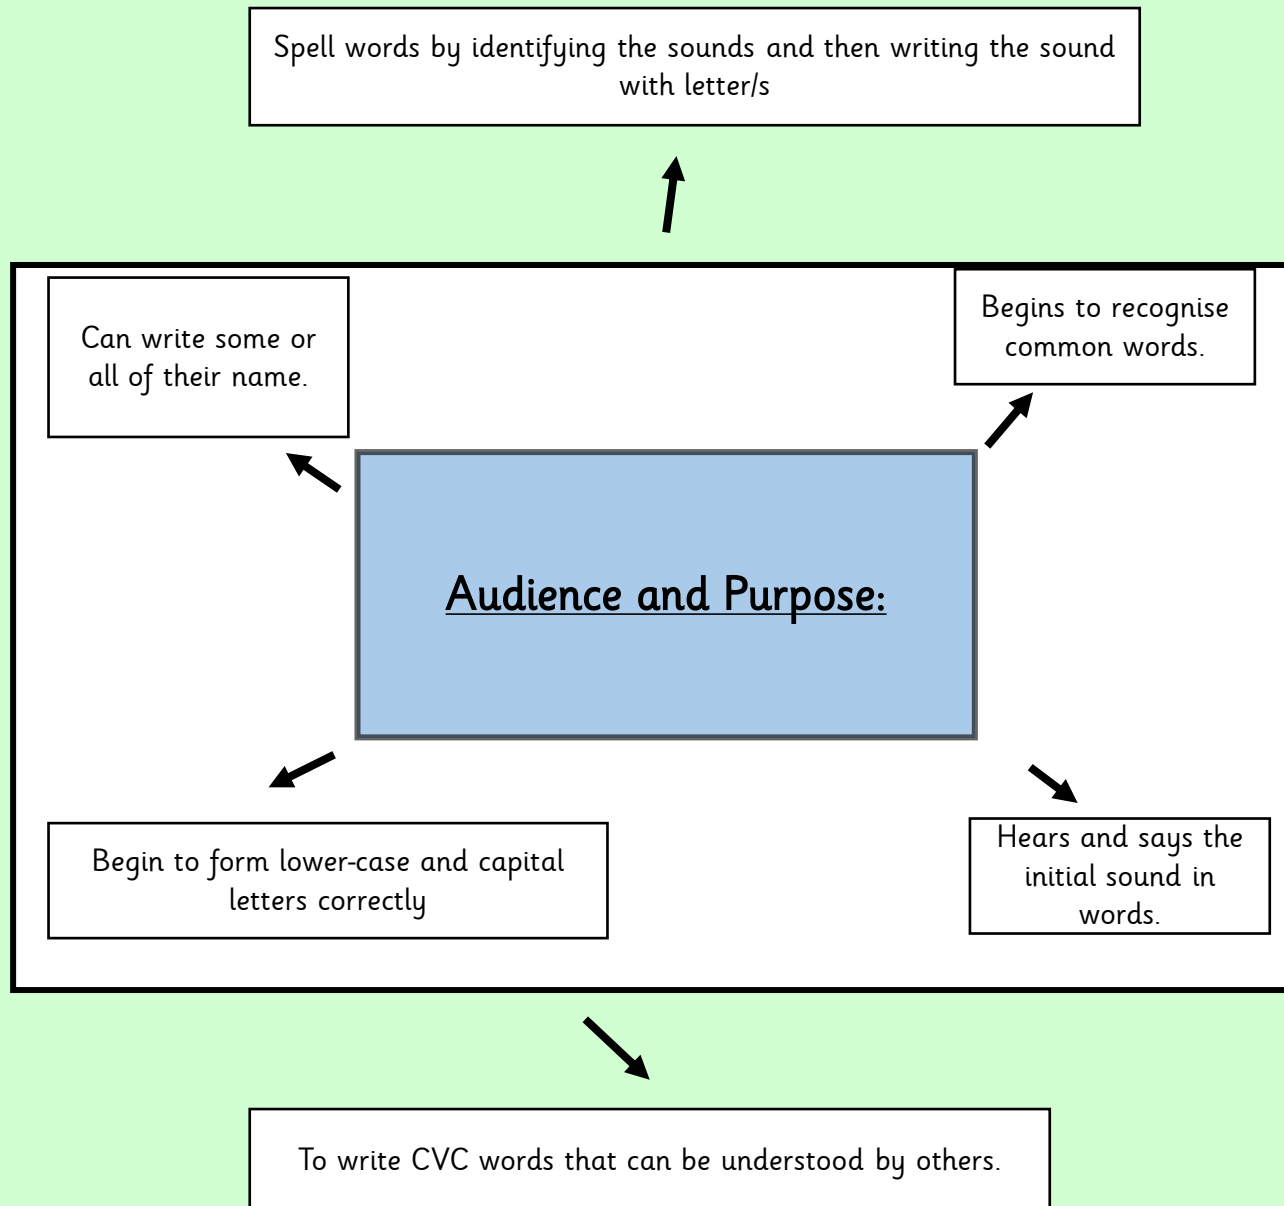 Spell words by identifying the sounds and then writing the sound
with letter/s
Can write some or
all of their name.
Begins to recognise
common words.
Audience and Purpose:
Begin to form lower-case and capital
letters correctly
Hears and says the
initial sound in
words.
To write CVC words that can be understood by others.